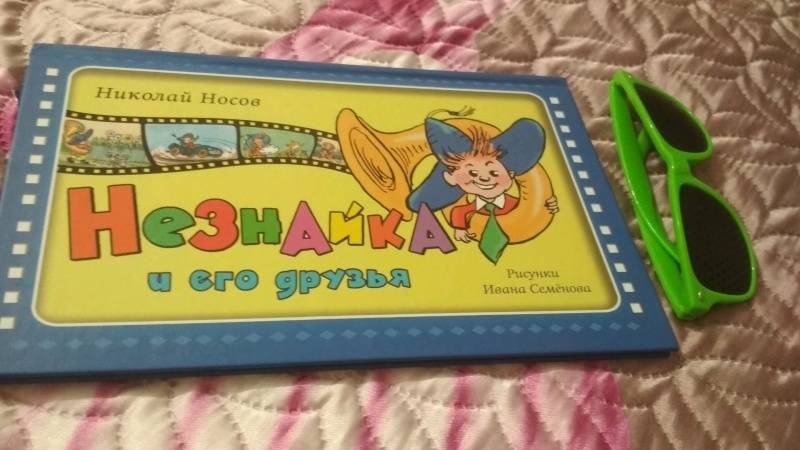 Николай Носов
НеЗнАйкА
и его друзья
Рисунки
Ивана Семёнова